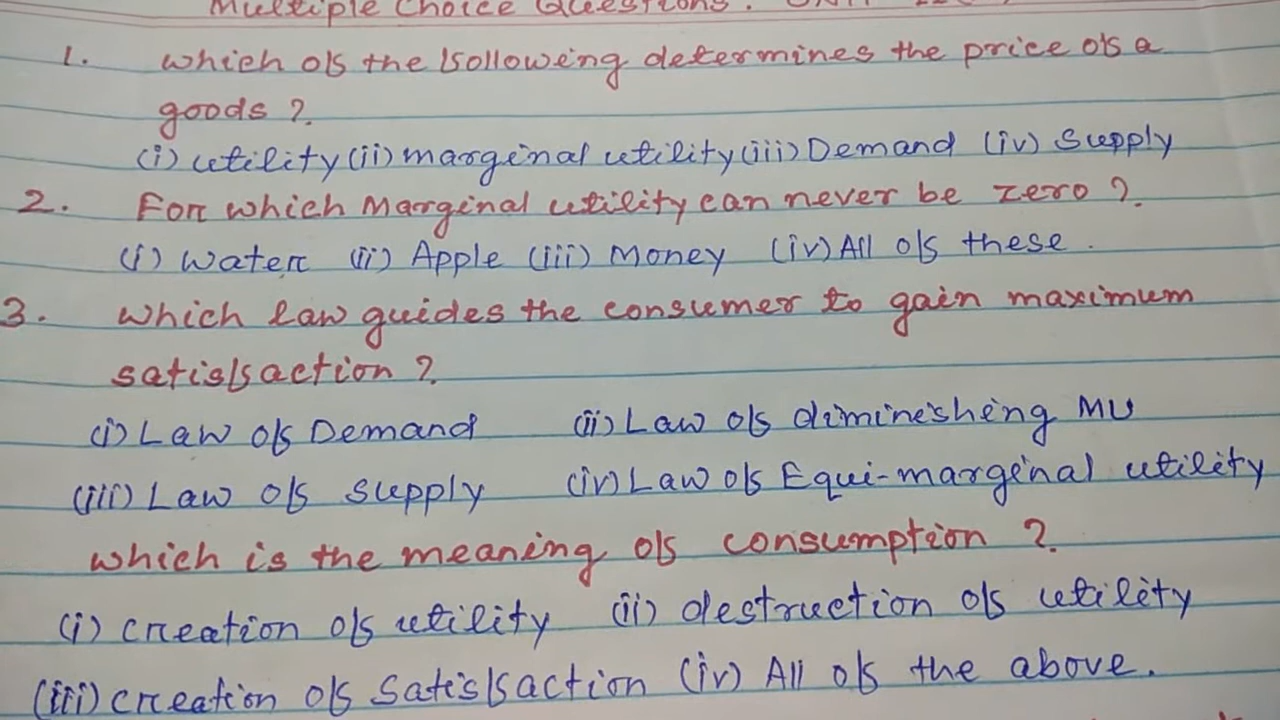 Multiple Choice Questions.
1. which of the following determines the price of a
goods ?
(i) utility (ii) marginal utility (iii) Demand (iv) Supply
2. For which Marginal utility can never be zero ?
(i) water (ii) Apple (iii) Money (iv) All of these.
3. which law guides the consumer to gain maximum
satisfaction ?
(i) Law of Demand (ii) Law of diminishing MU
(iii) Law of supply (iv) Law of Equi-marginal utility
which is the meaning of consumption ?
(i) creation of utility (ii) destruction of utility
(iii) creation of satisfaction (iv) All of the above.